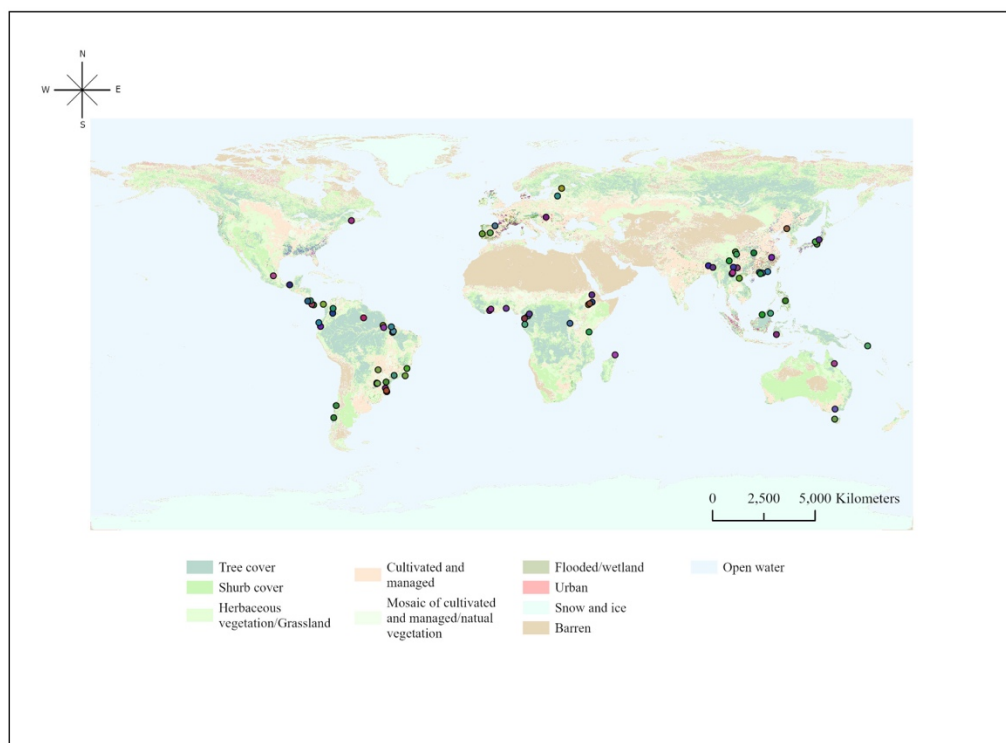 N
W E
S
0 2,500 5,000 Kilometers
Tree cover
Shurb cover
Herbaceous
vegetation/Grassland
Cultivated and
managed
Mosaic of cultivated
and managed/natual
vegetation
Flooded/wetland
Urban
Snow and ice
Barren
Open water